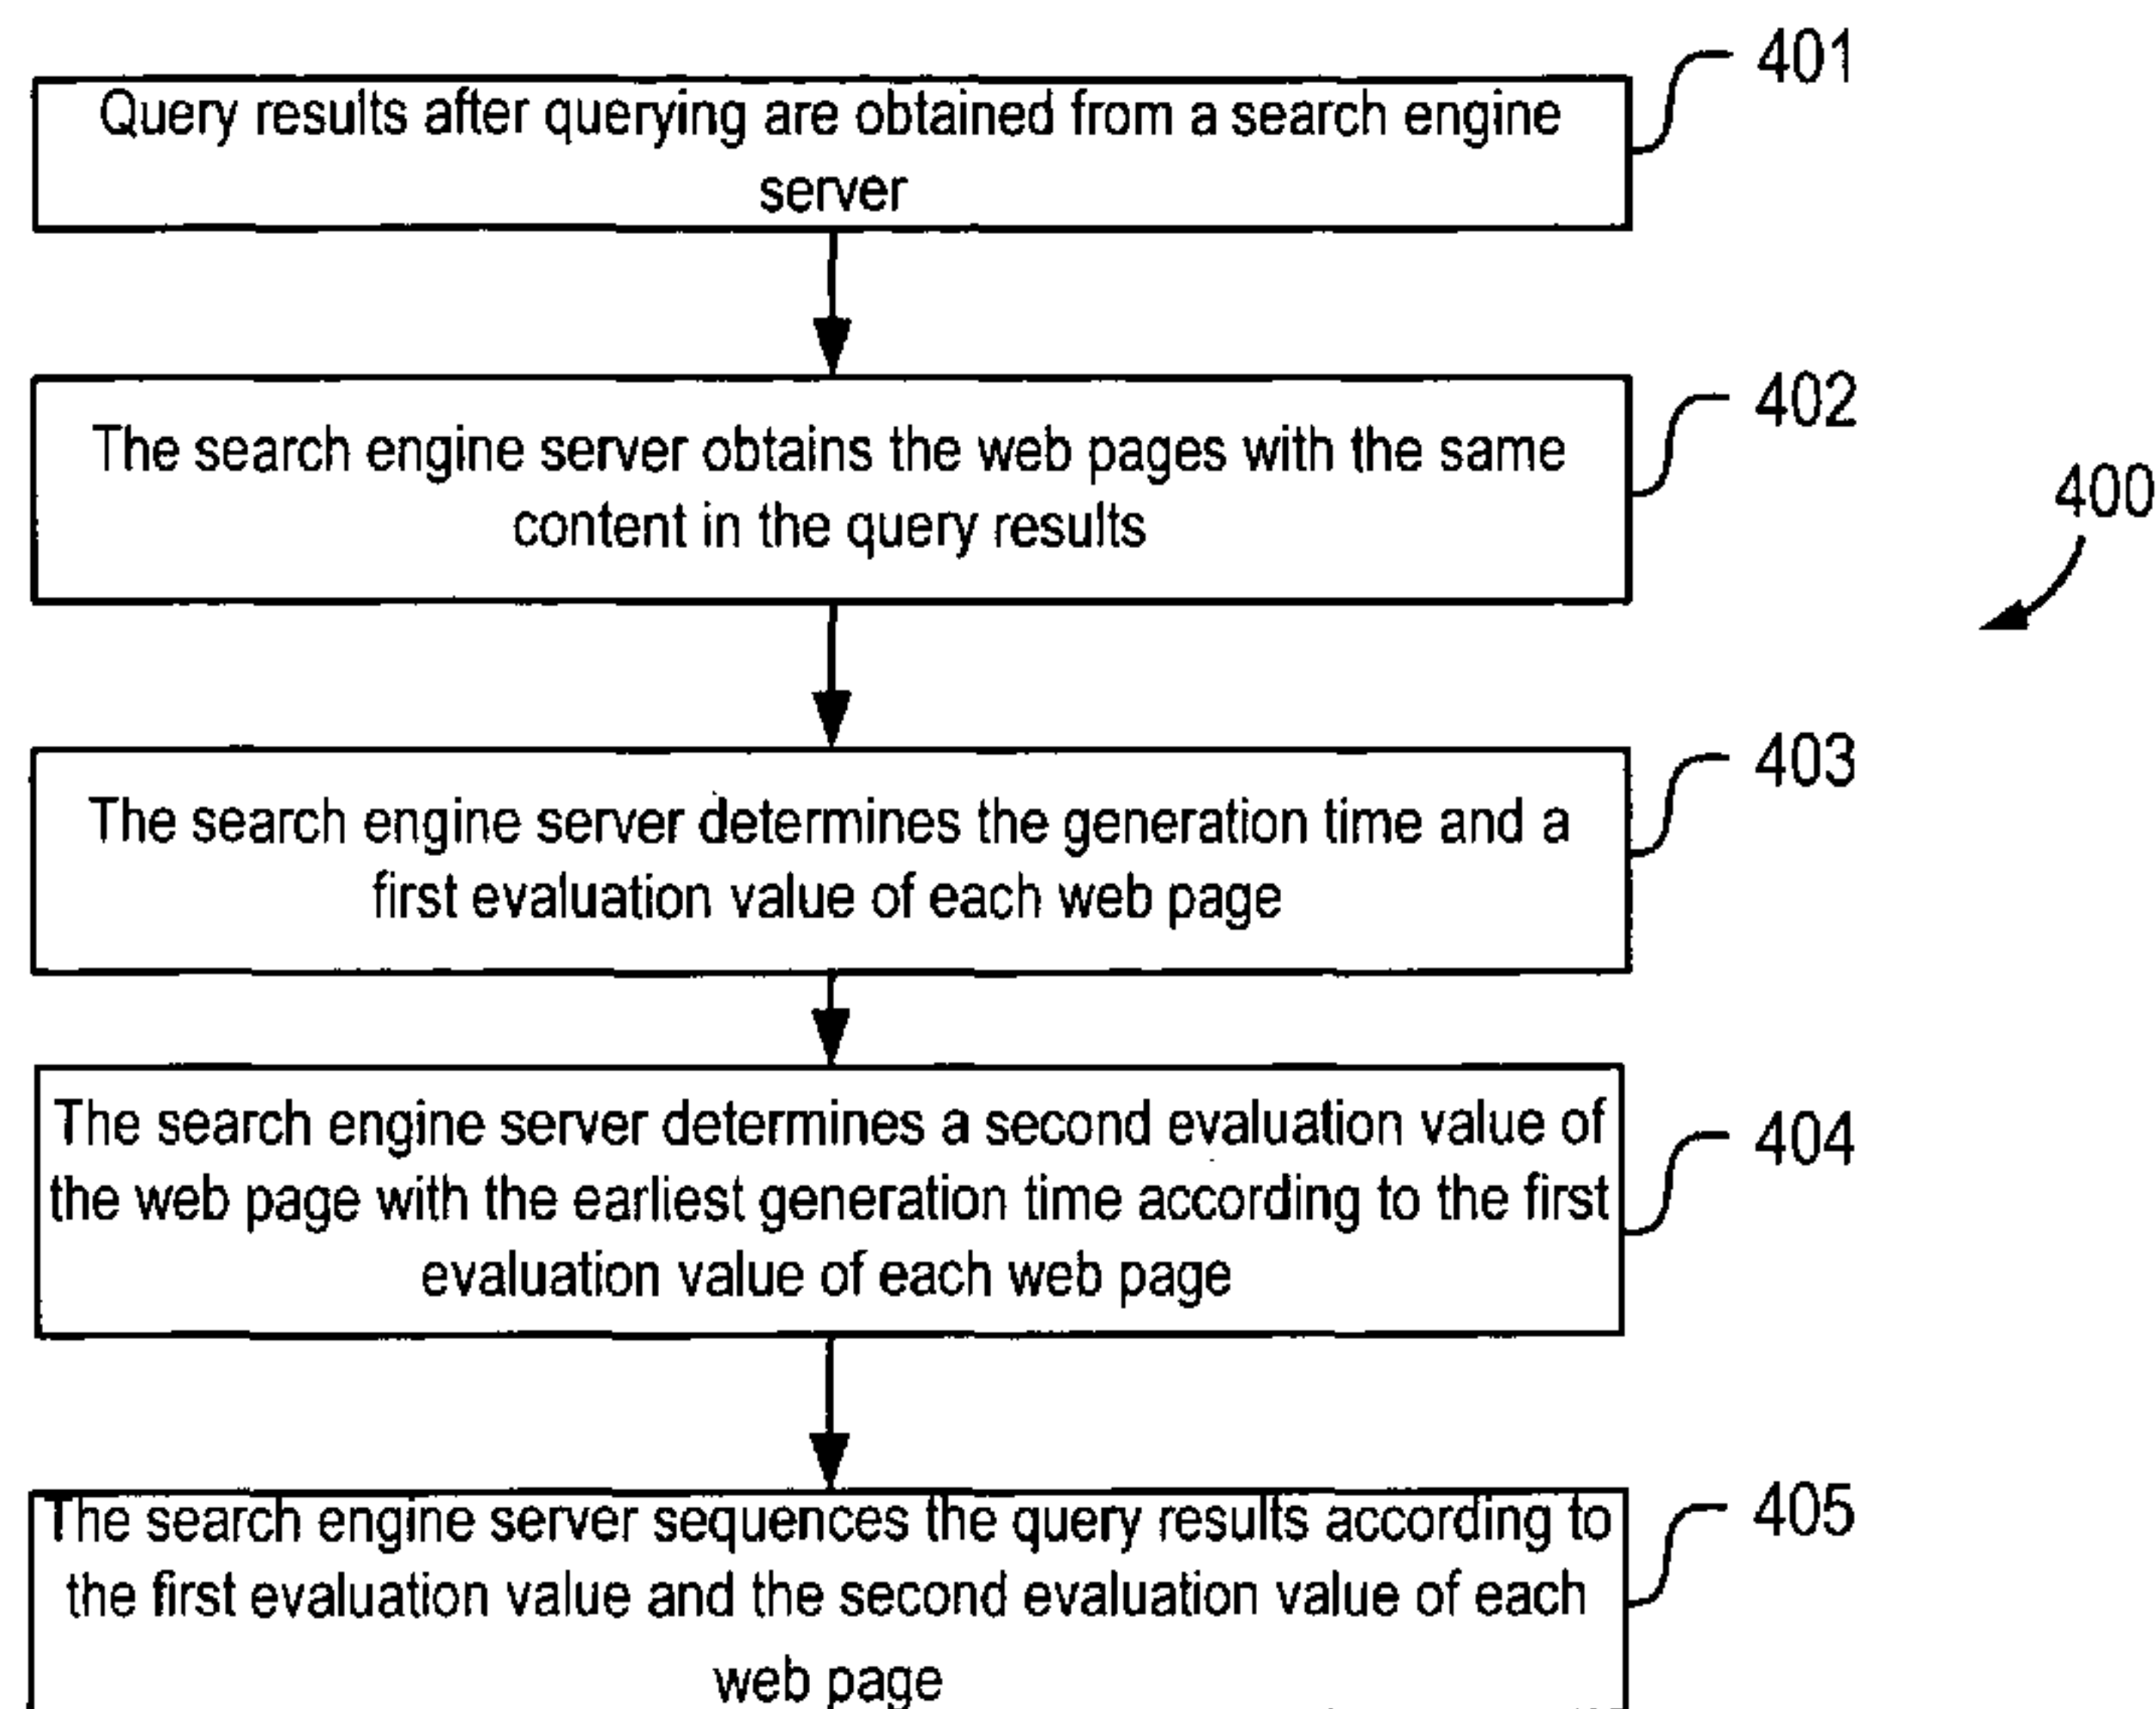 401
Query results after querying are obtained from a search engine
server
402
The search engine server obtains the web pages with the same
content in the query results
400
403
The search engine server determines the generation time and a
first evaluation value of each web page
404
The search engine server determines a second evaluation value of
the web page with the earliest generation time according to the first
evaluation value of each web page
405
The search engine server sequences the query results according to
the first evaluation value and the second evaluation value of each
web page